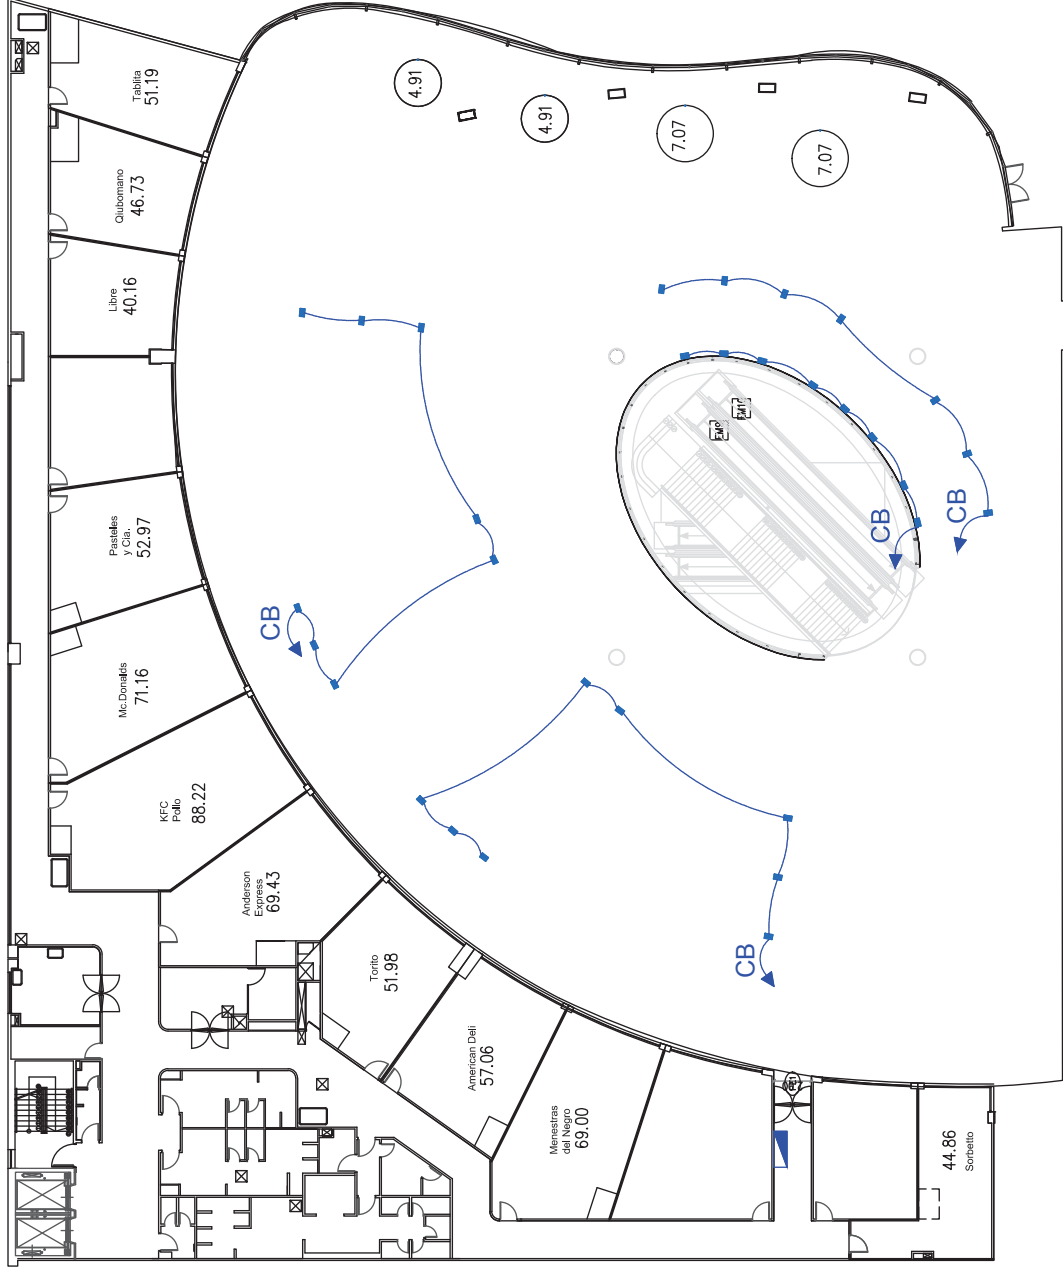 Tablita
51.19
Qiubomano
46.73
Libre
40.16
Pasteles
y Cia.
52.97
Mc.Donalds
71.16
KFC
Pollo
88.22
Anderson
Express
69.43
Torito
51.98
American Deli
57.06
Menestras
del Negro
69.00
44.86
Sorbetto
4.91
4.91
7.07
7.07
CB
CB
CB
CB